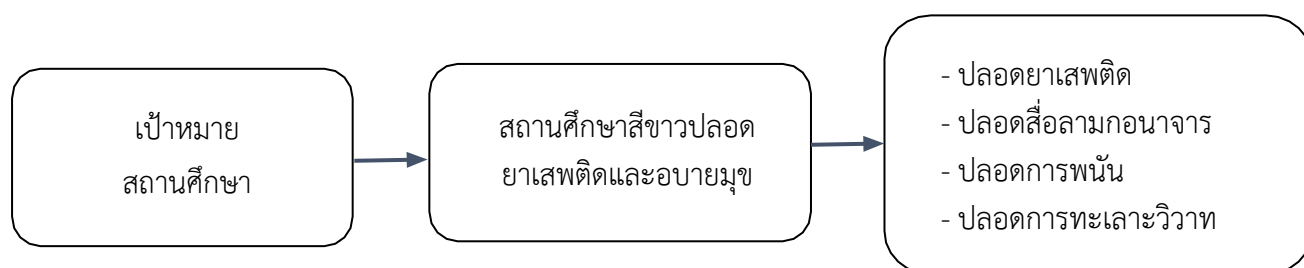 เป้าหมาย
สถานศึกษา
สถานศึกษาสีขาวปลอด
ยาเสพติดและอบายมุข
- ปลอดยาเสพติด
- ปลอดสื่อลามกอนาจาร
- ปลอดการพนัน
- ปลอดการทะเลาะวิวาท